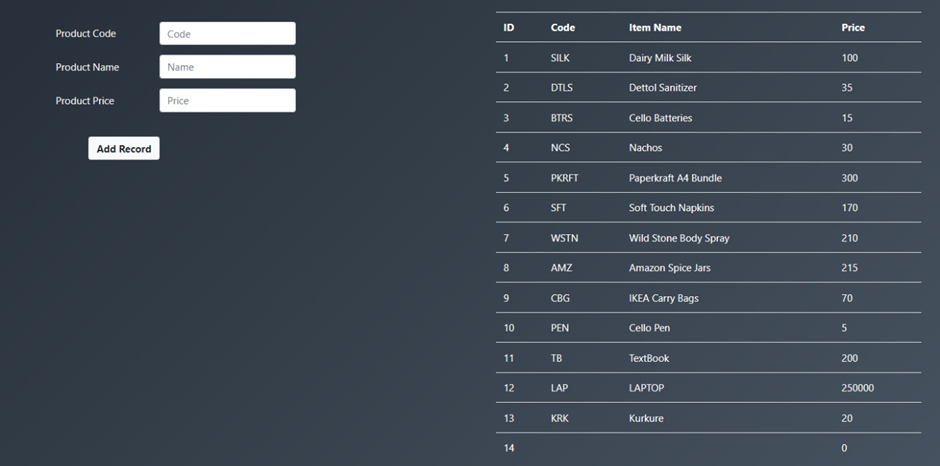 Product Code Code
Product Name Name
Product Price Price
Add Record
ID Code Item Name Price
1 SILK Dairy Milk Silk 100
2 DTLS Dettol Sanitizer 35
3 BTRS Cello Batteries 15
4 NCS Nachos 30
5 PKRFT Paperkraft A4 Bundle 300
6 SFT Soft Touch Napkins 170
7 WSTN Wild Stone Body Spray 210
8 AMZ Amazon Spice Jars 215
9 CBG IKEA Carry Bags 70
10 PEN Cello Pen 5
11 TB TextBook 200
12 LAP LAPTOP 250000
13 KRK Kurkure 20
14 0